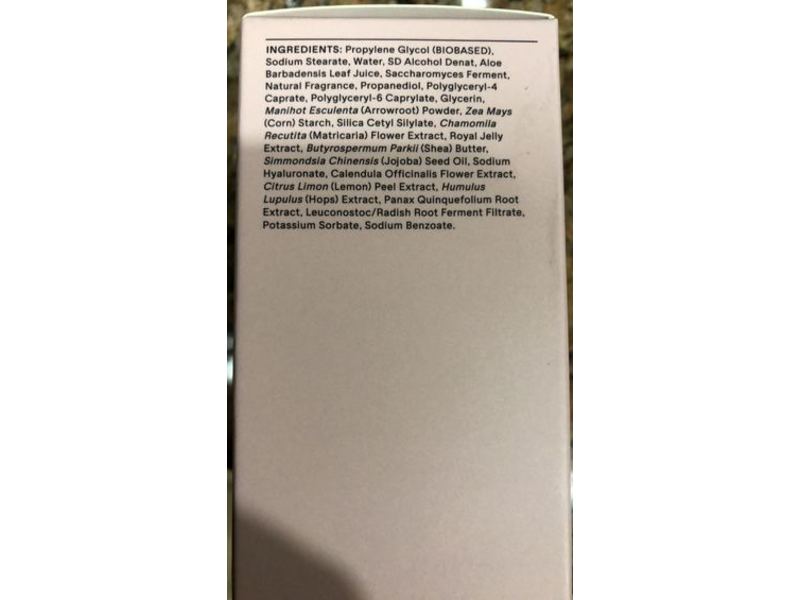 INGREDIENTS: Propylene Glycol (BIOBASED),
Sodium Stearate, Water, SD Alcohol Denat, Aloe
Barbadensis Leaf Juice, Saccharomyces Ferment,
Natural Fragrance, Propanediol, Polyglyceryl-4
Caprate, Polyglyceryl-6 Caprylate, Glycerin,
Manihot Esculenta (Arrowroot) Powder, Zea Mays
(Corn) Starch, Silica Cetyl Silylate, Chamomila
Recutita (Matricaria) Flower Extract, Royal Jelly
Extract, Butyrospermum Parkii (Shea) Butter,
Simmondsia Chinensis (Jojoba) Seed Oil, Sodium
Hyaluronate, Calendula Officinalis Flower Extract,
Citrus Limon (Lemon) Peel Extract, Humulus
Lupulus (Hops) Extract, Panax Quinquefolium Root
Extract, Leuconostoc/Radish Root Ferment Filtrate,
Potassium Sorbate, Sodium Benzoate.